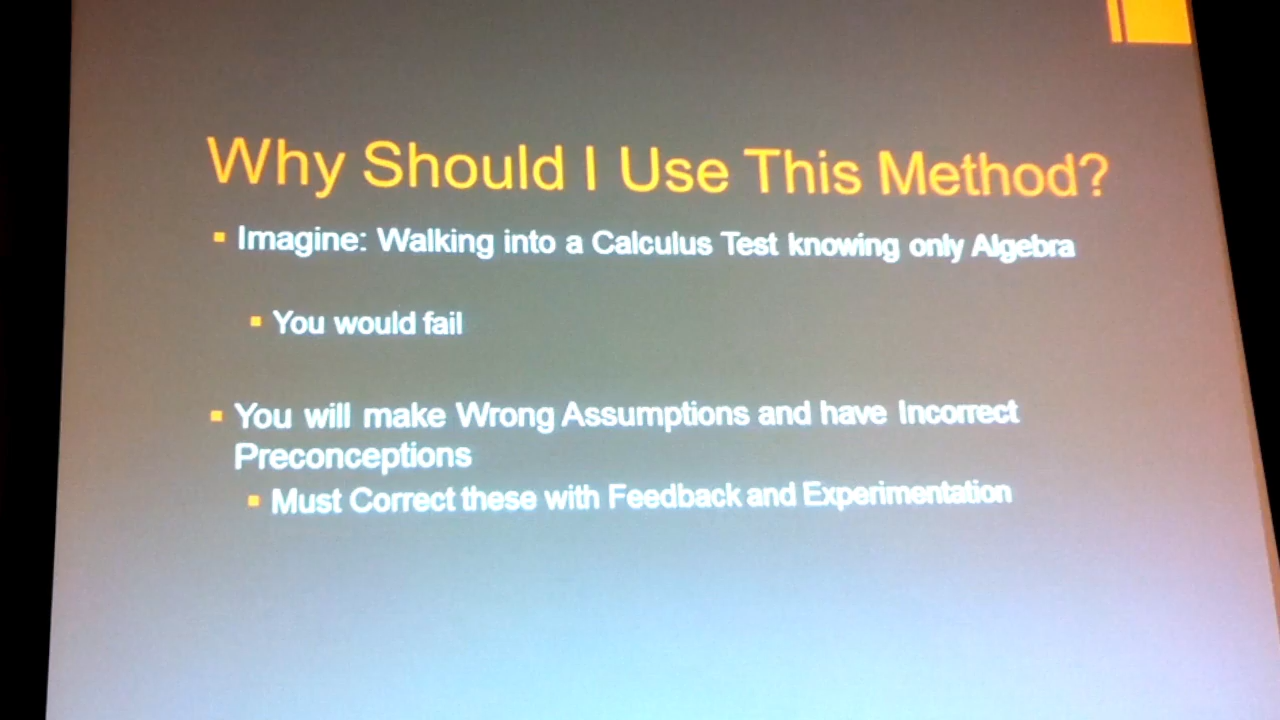 Why Should I Use This Method?
Imagine: Walking into a Calculus Test knowing only Algebra
You would fail
You will make Wrong Assumptions and have Incorrect
Preconceptions
Must Correct these with Feedback and Experimentation